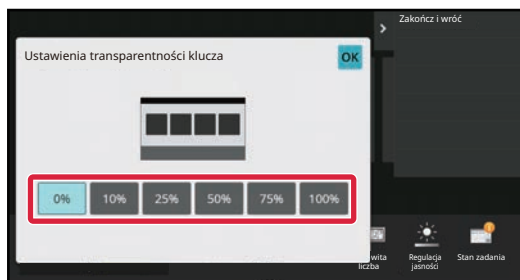 Zakończ i wróć
Ustawienia transparentności klucza
OK
0% 10% 25% 50% 75% 100%
wita
liczba
Regulacja
jasności
Stan zadania